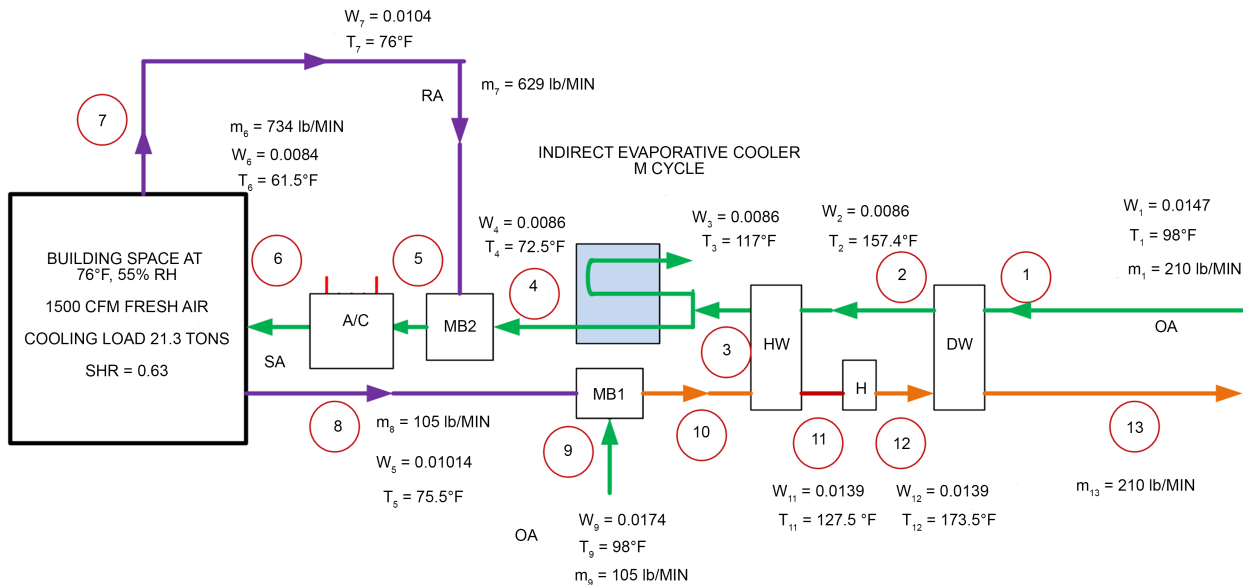 W₇ = 0.0104
T₇ = 76°F
7
RA
m₇ = 629 lb/MIN
m₆ = 734 lb/MIN
W₆ = 0.0084
T₆ = 61.5°F
INDIRECT EVAPORATIVE COOLER
M CYCLE
BUILDING SPACE AT
76°F, 55% RH
1500 CFM FRESH AIR
COOLING LOAD 21.3 TONS
SHR = 0.63
6
5
W₄ = 0.0086
T₄ = 72.5°F
4
W₃ = 0.0086
T₃ = 117°F
W₂ = 0.0086
T₂ = 157.4°F
2
1
W₁ = 0.0147
T₁ = 98°F
m₁ = 210 lb/MIN
OA
A/C
MB2
SA
3
HW
DW
H
MB1
8
m₈ = 105 lb/MIN
W₅ = 0.01014
T₅ = 75.5°F
9
10
11
12
13
OA
W₉ = 0.0174
T₉ = 98°F
m₉ = 105 lb/MIN
W₁₁ = 0.0139
T₁₁ = 127.5 °F
W₁₂ = 0.0139
T₁₂ = 173.5°F
m₁₃ = 210 lb/MIN